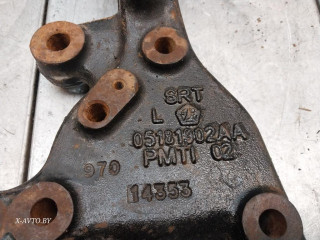 SRT
L
05181902AA
PMTI 02
970
14353
X-AVTO.BY